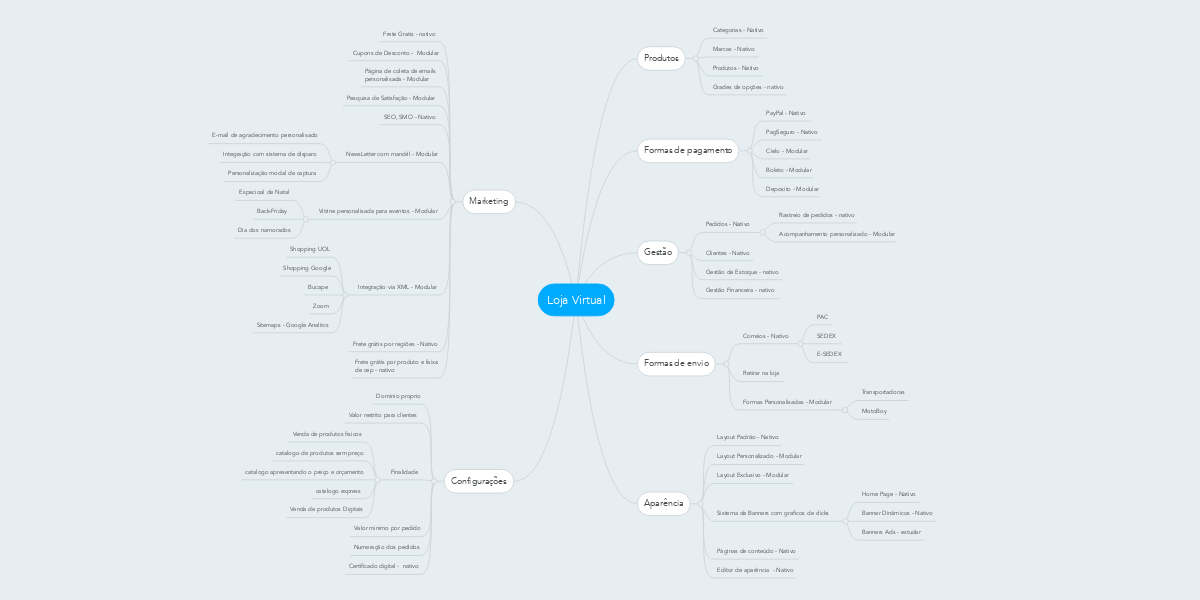 Loja Virtual
Produtos
Categorias - Nativo
Marcas - Nativo
Produtos - Nativo
Grades de opções - nativo
Formas de pagamento
PayPal - Nativo
PagSeguro - Nativo
Cielo - Modular
Boleto - Modular
Deposito - Modular
Gestão
Pedidos - Nativo
Rastreio de pedidos - nativo
Acompanhamento personalizado - Modular
Clientes - Nativo
Gestão de Estoque - nativo
Gestão Financeira - nativo
Formas de envio
Correios - Nativo
PAC
SEDEX
E-SEDEX
Retirar na loja
Formas Personalisadas - Modular
Transportadoras
MotoBoy
Aparência
Layout Padrão - Nativo
Layout Personalizado - Modular
Layout Exclusivo - Modular
Sistema de Banners com graficos de clicks
Home Page - Nativo
Banner Dinâmicos - Nativo
Banners Ads - estudar
Páginas de conteúdo - Nativo
Editor de aparência - Nativo
Marketing
Frete Gratis - nativo
Cupons de Desconto - Modular
Página de coleta de emails
personalisada - Modular
Pesquisa de Satisfação - Modular
SEO, SMO - Nativo
NewsLetter com mandril - Modular
E-mail de agradecimento personalisado
Integração com sistema de disparo
Personalização modal de captura
Vitrine personalisada para eventos - Modular
Especioal de Natal
BackFriday
Dia dos namorados
Integração via XML - Modular
Shopping UOL
Shopping Google
Bucape
Zoom
Sitemaps - Google Analitcs
Frete grátis por regiões - Nativo
Frete grátis por produto e faixa
de cep - nativo
Configurações
Dominio proprio
Valor restrito para clientes
Finalidade
Venda de produtos fisicos
catalogo de produtos sem preço
catalogo apresentando o preço e orçamento
catalogo express
Venda de produtos Digitais
Valor minimo por pedido
Numeração dos pedidos
Certificado digital - nativo